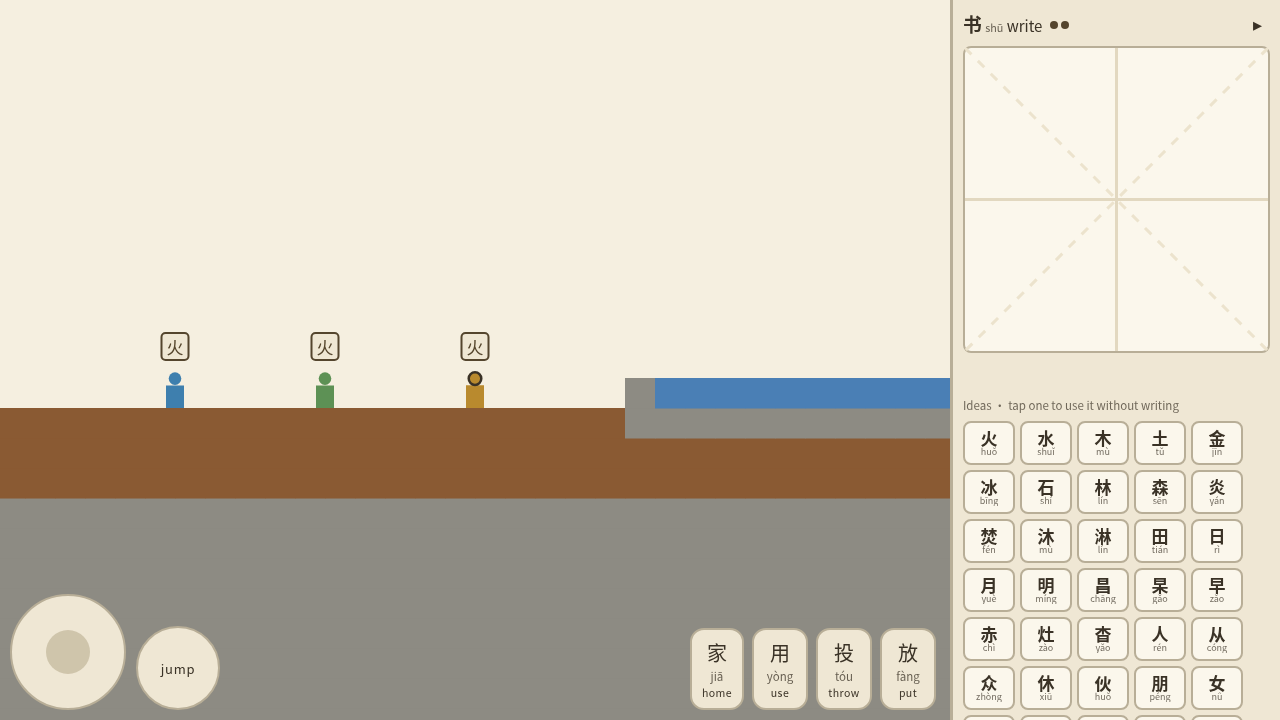 书 shū write
▶
火 火 火
jump
家 用 投 放
jiā yòng tóu fàng
home use throw put
Ideas • tap one to use it without writing
火 水 木 土 金
huǒ shuǐ mù tǔ jīn
冰 石 林 森 炎
bīng shí lín sēn yán
焚 沐 淋 田 日
fén mù lín tián rì
月 明 昌 杲 早
yuè míng chāng gǎo zǎo
赤 灶 杳 人 从
chì zào yǎo rén cóng
众 休 伙 朋 女
zhòng xiū huǒ péng nǚ